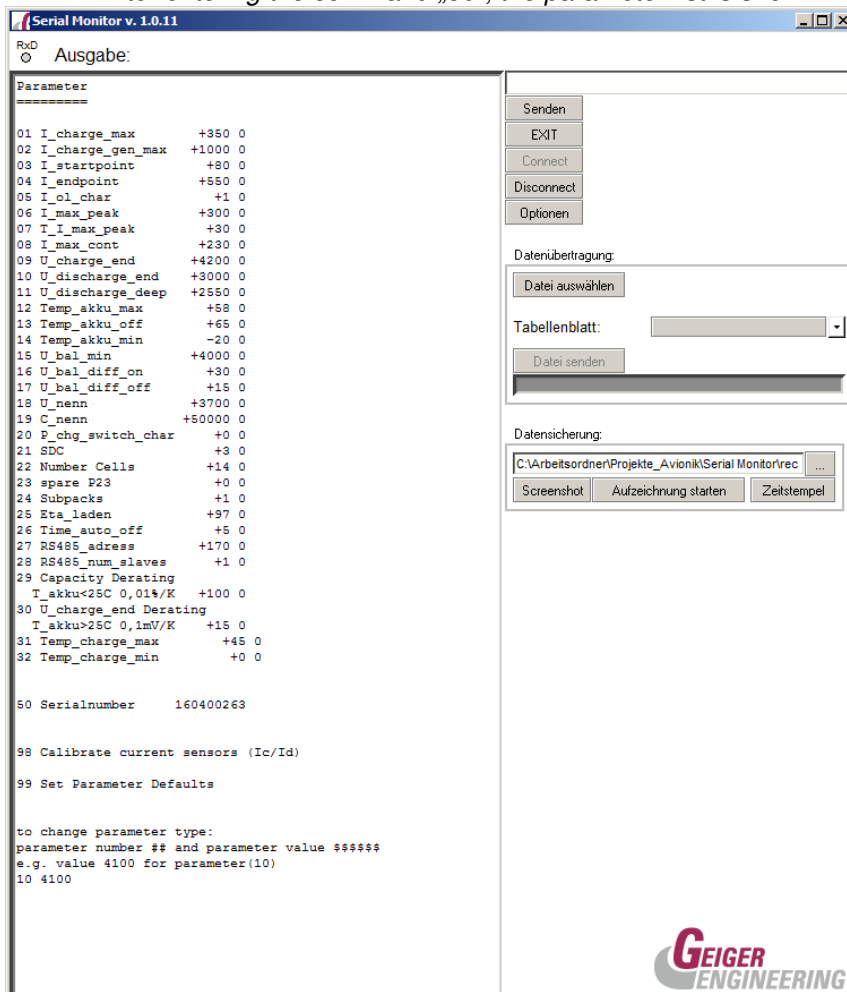 Serial Monitor v. 1.0.11
RxD
Ausgabe:
Parameter
=========
01 I_charge_max +350 0
02 I_charge_gen_max +1000 0
03 I_startpoint +80 0
04 I_endpoint +550 0
05 I_ol_char +1 0
06 I_max_peak +300 0
07 T_I_max_peak +30 0
08 I_max_cont +230 0
09 U_charge_end +4200 0
10 U_discharge_end +3000 0
11 U_discharge_deep +2550 0
12 Temp_akku_max +58 0
13 Temp_akku_off +65 0
14 Temp_akku_min -20 0
15 U_bal_min +4000 0
16 U_bal_diff_on +30 0
17 U_bal_diff_off +15 0
18 U_nenn +3700 0
19 C_nenn +50000 0
20 P_chg_switch_char +0 0
21 SDC +3 0
22 Number Cells +14 0
23 spare P23 +0 0
24 Subpacks +1 0
25 Eta_laden +97 0
26 Time_auto_off +5 0
27 RS485_adress +170 0
28 RS485_num_slaves +1 0
29 Capacity Derating
T_akku<25C 0,01%/K +100 0
30 U_charge_end Derating
T_akku>25C 0,1mV/K +15 0
31 Temp_charge_max +45 0
32 Temp_charge_min +0 0
50 Serialnumber 160400263
98 Calibrate current sensors (Ic/Id)
99 Set Parameter Defaults
to change parameter type:
parameter number ## and parameter value $$$$$$
e.g. value 4100 for parameter(10)
10 4100
Senden
EXIT
Connect
Disconnect
Optionen
Datenübertragung:
Datei auswählen
Tabellenblatt:
Datei senden
Datensicherung:
C:\Arbeitsordner\Projekte_Avionik\Serial Monitor\rec
...
Screenshot Aufzeichnung starten Zeitstempel
GEIGER
ENGINEERING